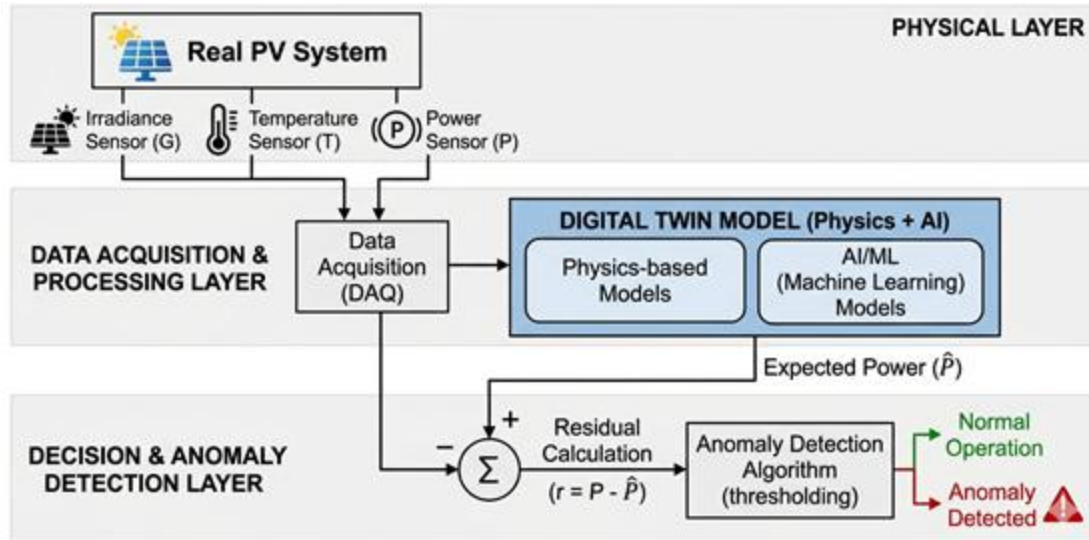 PHYSICAL LAYER
Real PV System
Irradiance
Sensor (G)
Temperature
Sensor (T)
(P)
Power
Sensor (P)
DATA ACQUISITION &
PROCESSING LAYER
Data
Acquisition
(DAQ)
DIGITAL TWIN MODEL (Physics + AI)
Physics-based
Models
AI/ML
(Machine Learning)
Models
Expected Power (P̂)
DECISION & ANOMALY
DETECTION LAYER
+
−
Σ
Residual
Calculation
(r = P - P̂)
Anomaly Detection
Algorithm
(thresholding)
Normal
Operation
Anomaly
Detected